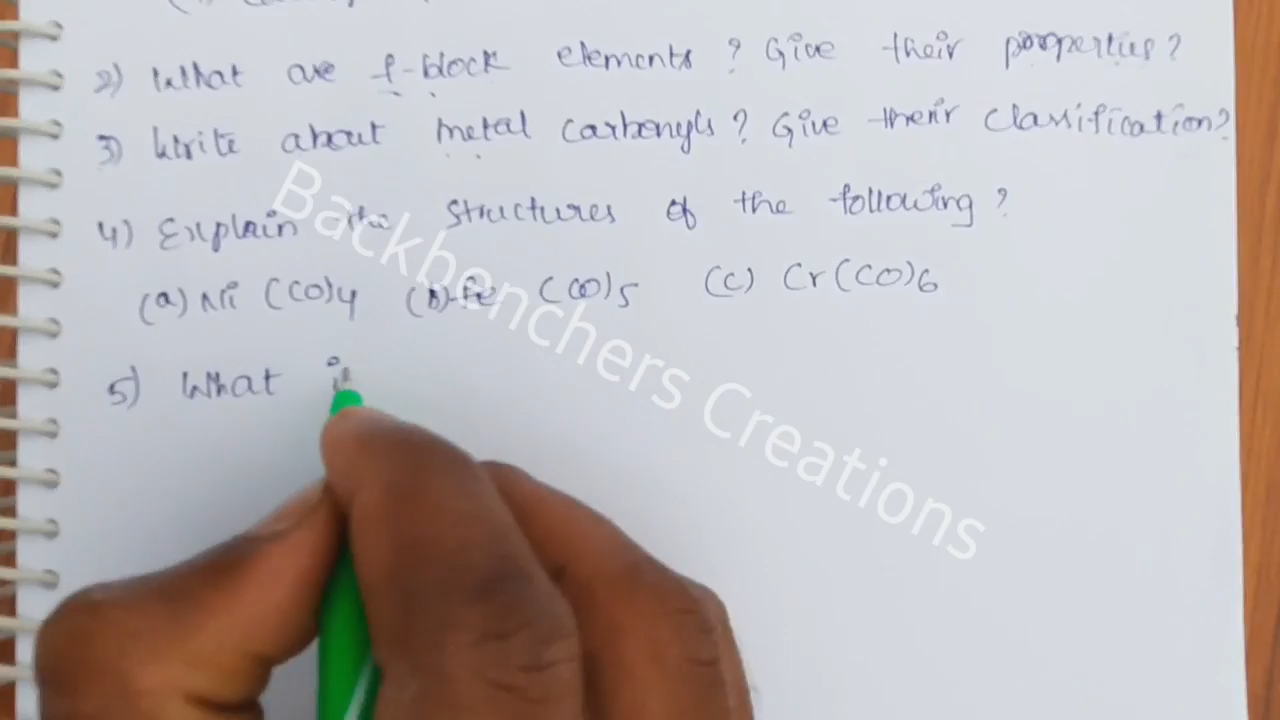 2) What are f-block elements ? Give their properties ?
3) Write about metal carbonyls ? Give their classification ?
4) Explain the structures of the following ?
(a) Ni (CO)4 (b) Fe (CO)5 (c) Cr(CO)6
5) What
Backbenchers Creations